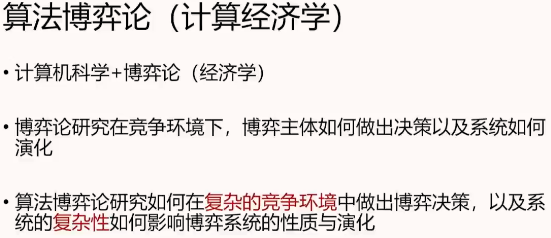 算法博弈论（计算经济学）
• 计算机科学+博弈论（经济学）
• 博弈论研究在竞争环境下，博弈主体如何做出决策以及系统如何
演化
• 算法博弈论研究如何在复杂的竞争环境中做出博弈决策，以及系
统的复杂性如何影响博弈系统的性质与演化